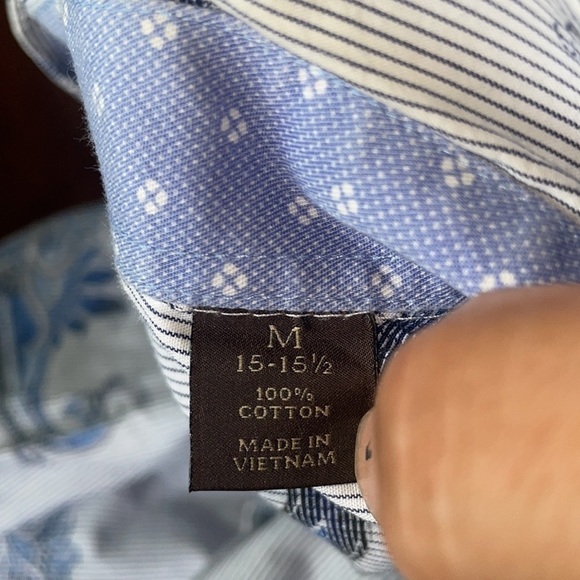 M
15-15½
100%
COTTON
MADE IN
VIETNAM